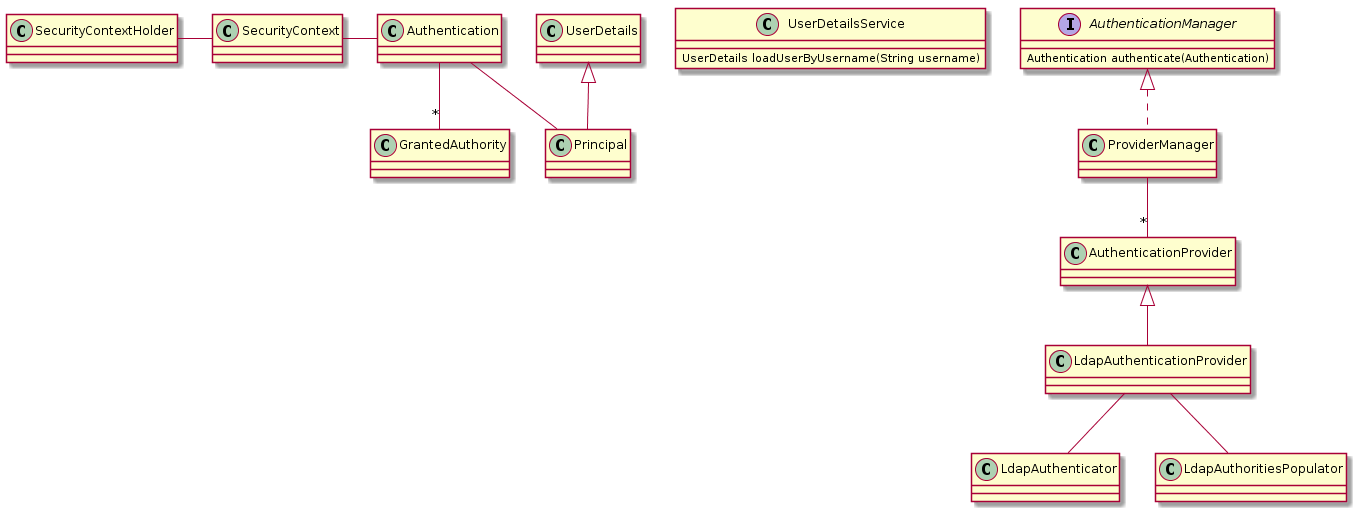 C SecurityContextHolder
C SecurityContext
C Authentication
C UserDetails
C UserDetailsService
UserDetails loadUserByUsername(String username)
I AuthenticationManager
Authentication authenticate(Authentication)
*
C GrantedAuthority
C Principal
C ProviderManager
*
C AuthenticationProvider
C LdapAuthenticationProvider
C LdapAuthenticator
C LdapAuthoritiesPopulator